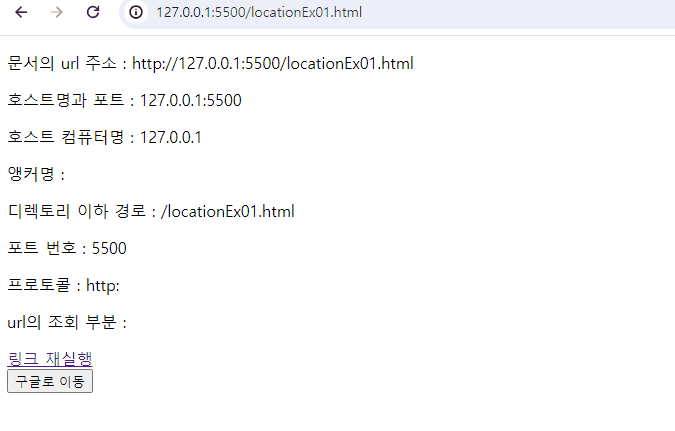 127.0.0.1:5500/locationEx01.html
문서의 url 주소 : http://127.0.0.1:5500/locationEx01.html
호스트명과 포트 : 127.0.0.1:5500
호스트 컴퓨터명 : 127.0.0.1
앵커명 :
디렉토리 이하 경로 : /locationEx01.html
포트 번호 : 5500
프로토콜 : http:
url의 조회 부분 :
링크 재실행
구글로 이동